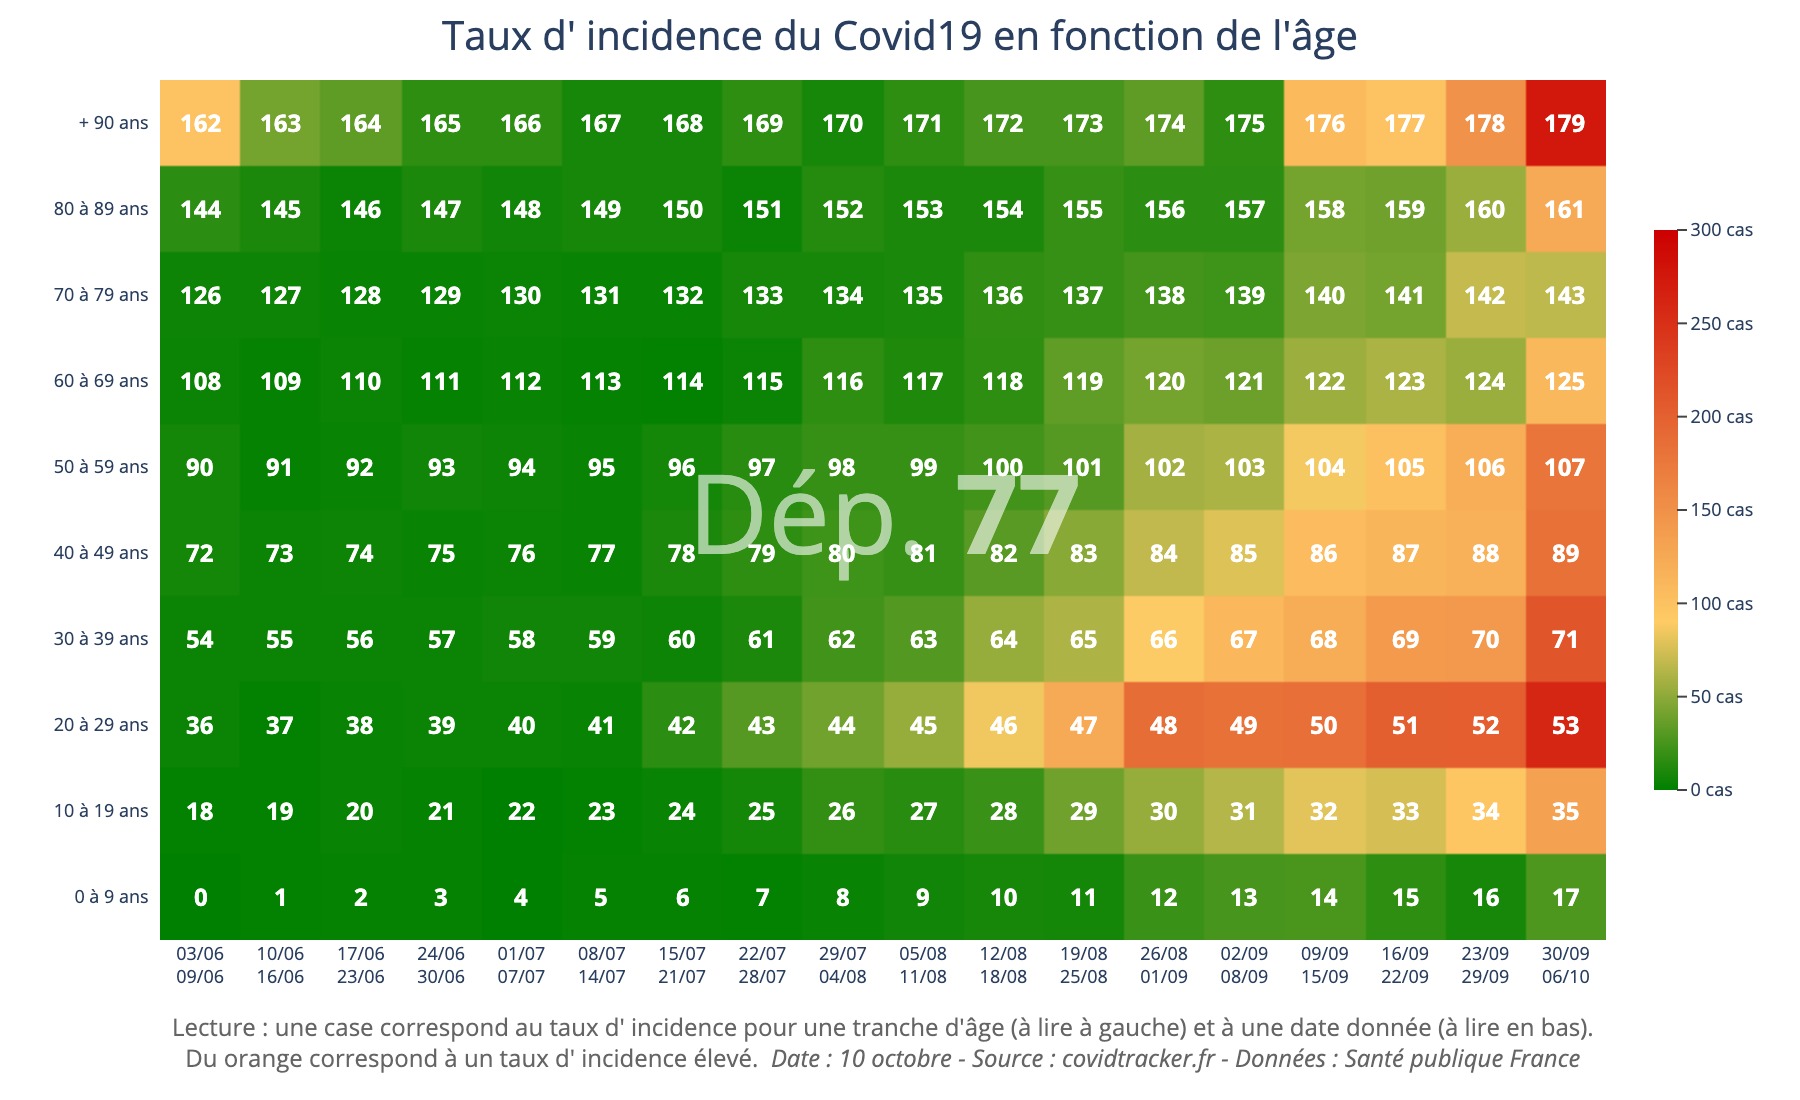 Taux d' incidence du Covid19 en fonction de l'âge
+ 90 ans 162 163 164 165 166 167 168 169 170 171 172 173 174 175 176 177 178 179
80 à 89 ans 144 145 146 147 148 149 150 151 152 153 154 155 156 157 158 159 160 161
70 à 79 ans 126 127 128 129 130 131 132 133 134 135 136 137 138 139 140 141 142 143
60 à 69 ans 108 109 110 111 112 113 114 115 116 117 118 119 120 121 122 123 124 125
50 à 59 ans 90 91 92 93 94 95 96 97 98 99 100 101 102 103 104 105 106 107
Dép. 77
40 à 49 ans 72 73 74 75 76 77 78 79 80 81 82 83 84 85 86 87 88 89
30 à 39 ans 54 55 56 57 58 59 60 61 62 63 64 65 66 67 68 69 70 71
20 à 29 ans 36 37 38 39 40 41 42 43 44 45 46 47 48 49 50 51 52 53
10 à 19 ans 18 19 20 21 22 23 24 25 26 27 28 29 30 31 32 33 34 35
0 à 9 ans 0 1 2 3 4 5 6 7 8 9 10 11 12 13 14 15 16 17
03/06 10/06 17/06 24/06 01/07 08/07 15/07 22/07 29/07 05/08 12/08 19/08 26/08 02/09 09/09 16/09 23/09 30/09
09/06 16/06 23/06 30/06 07/07 14/07 21/07 28/07 04/08 11/08 18/08 25/08 01/09 08/09 15/09 22/09 29/09 06/10
300 cas
250 cas
200 cas
150 cas
100 cas
50 cas
0 cas
Lecture : une case correspond au taux d' incidence pour une tranche d'âge (à lire à gauche) et à une date donnée (à lire en bas).
Du orange correspond à un taux d' incidence élevé. Date : 10 octobre - Source : covidtracker.fr - Données : Santé publique France